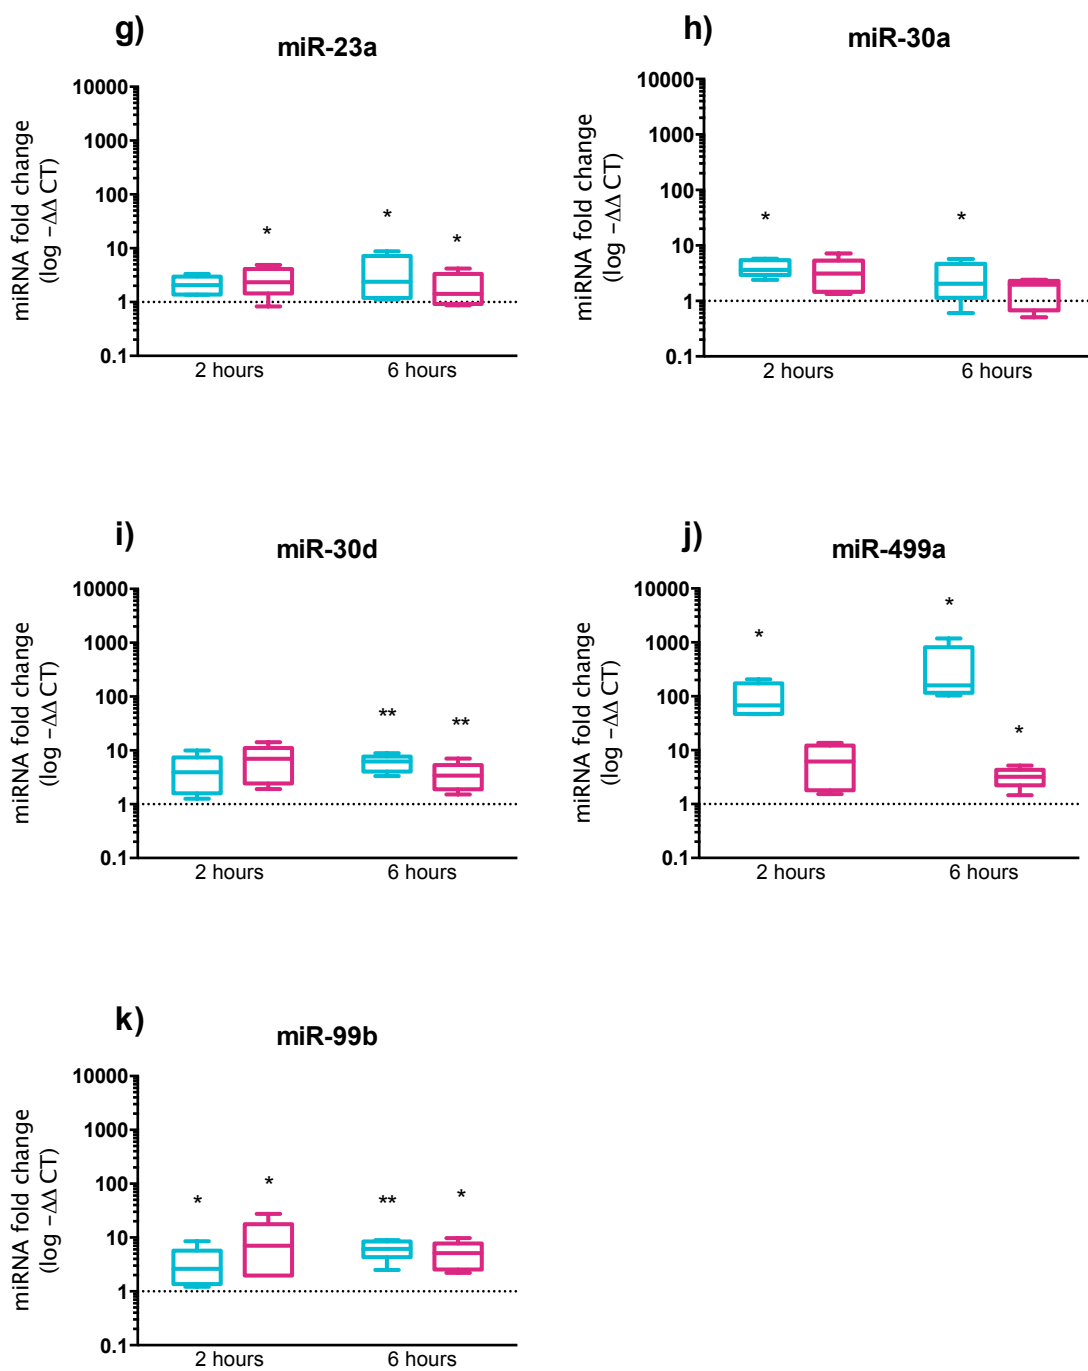 g)
miR-23a
miRNA fold change
(log -ΔΔ CT)
10000
1000
100
10
1
0.1
*
*
*
2 hours
6 hours
h)
miR-30a
miRNA fold change
(log -ΔΔ CT)
10000
1000
100
10
1
0.1
*
*
2 hours
6 hours
i)
miR-30d
miRNA fold change
(log -ΔΔ CT)
10000
1000
100
10
1
0.1
**
**
2 hours
6 hours
j)
miR-499a
miRNA fold change
(log -ΔΔ CT)
10000
1000
100
10
1
0.1
*
*
*
2 hours
6 hours
k)
miR-99b
miRNA fold change
(log -ΔΔ CT)
10000
1000
100
10
1
0.1
*
*
**
*
2 hours
6 hours